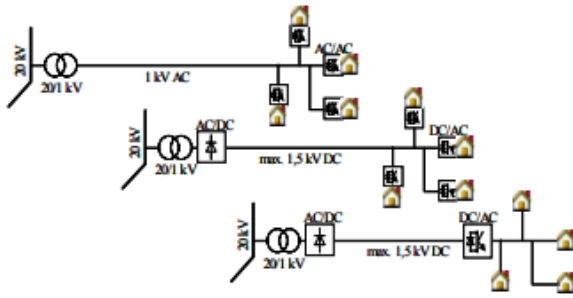 20 kV
20/1 kV
1 kV AC
AC/AC
20 kV
20/1 kV
AC/DC
max. 1,5 kV DC
DC/AC
20 kV
20/1 kV
AC/DC
max. 1,5 kV DC
DC/AC